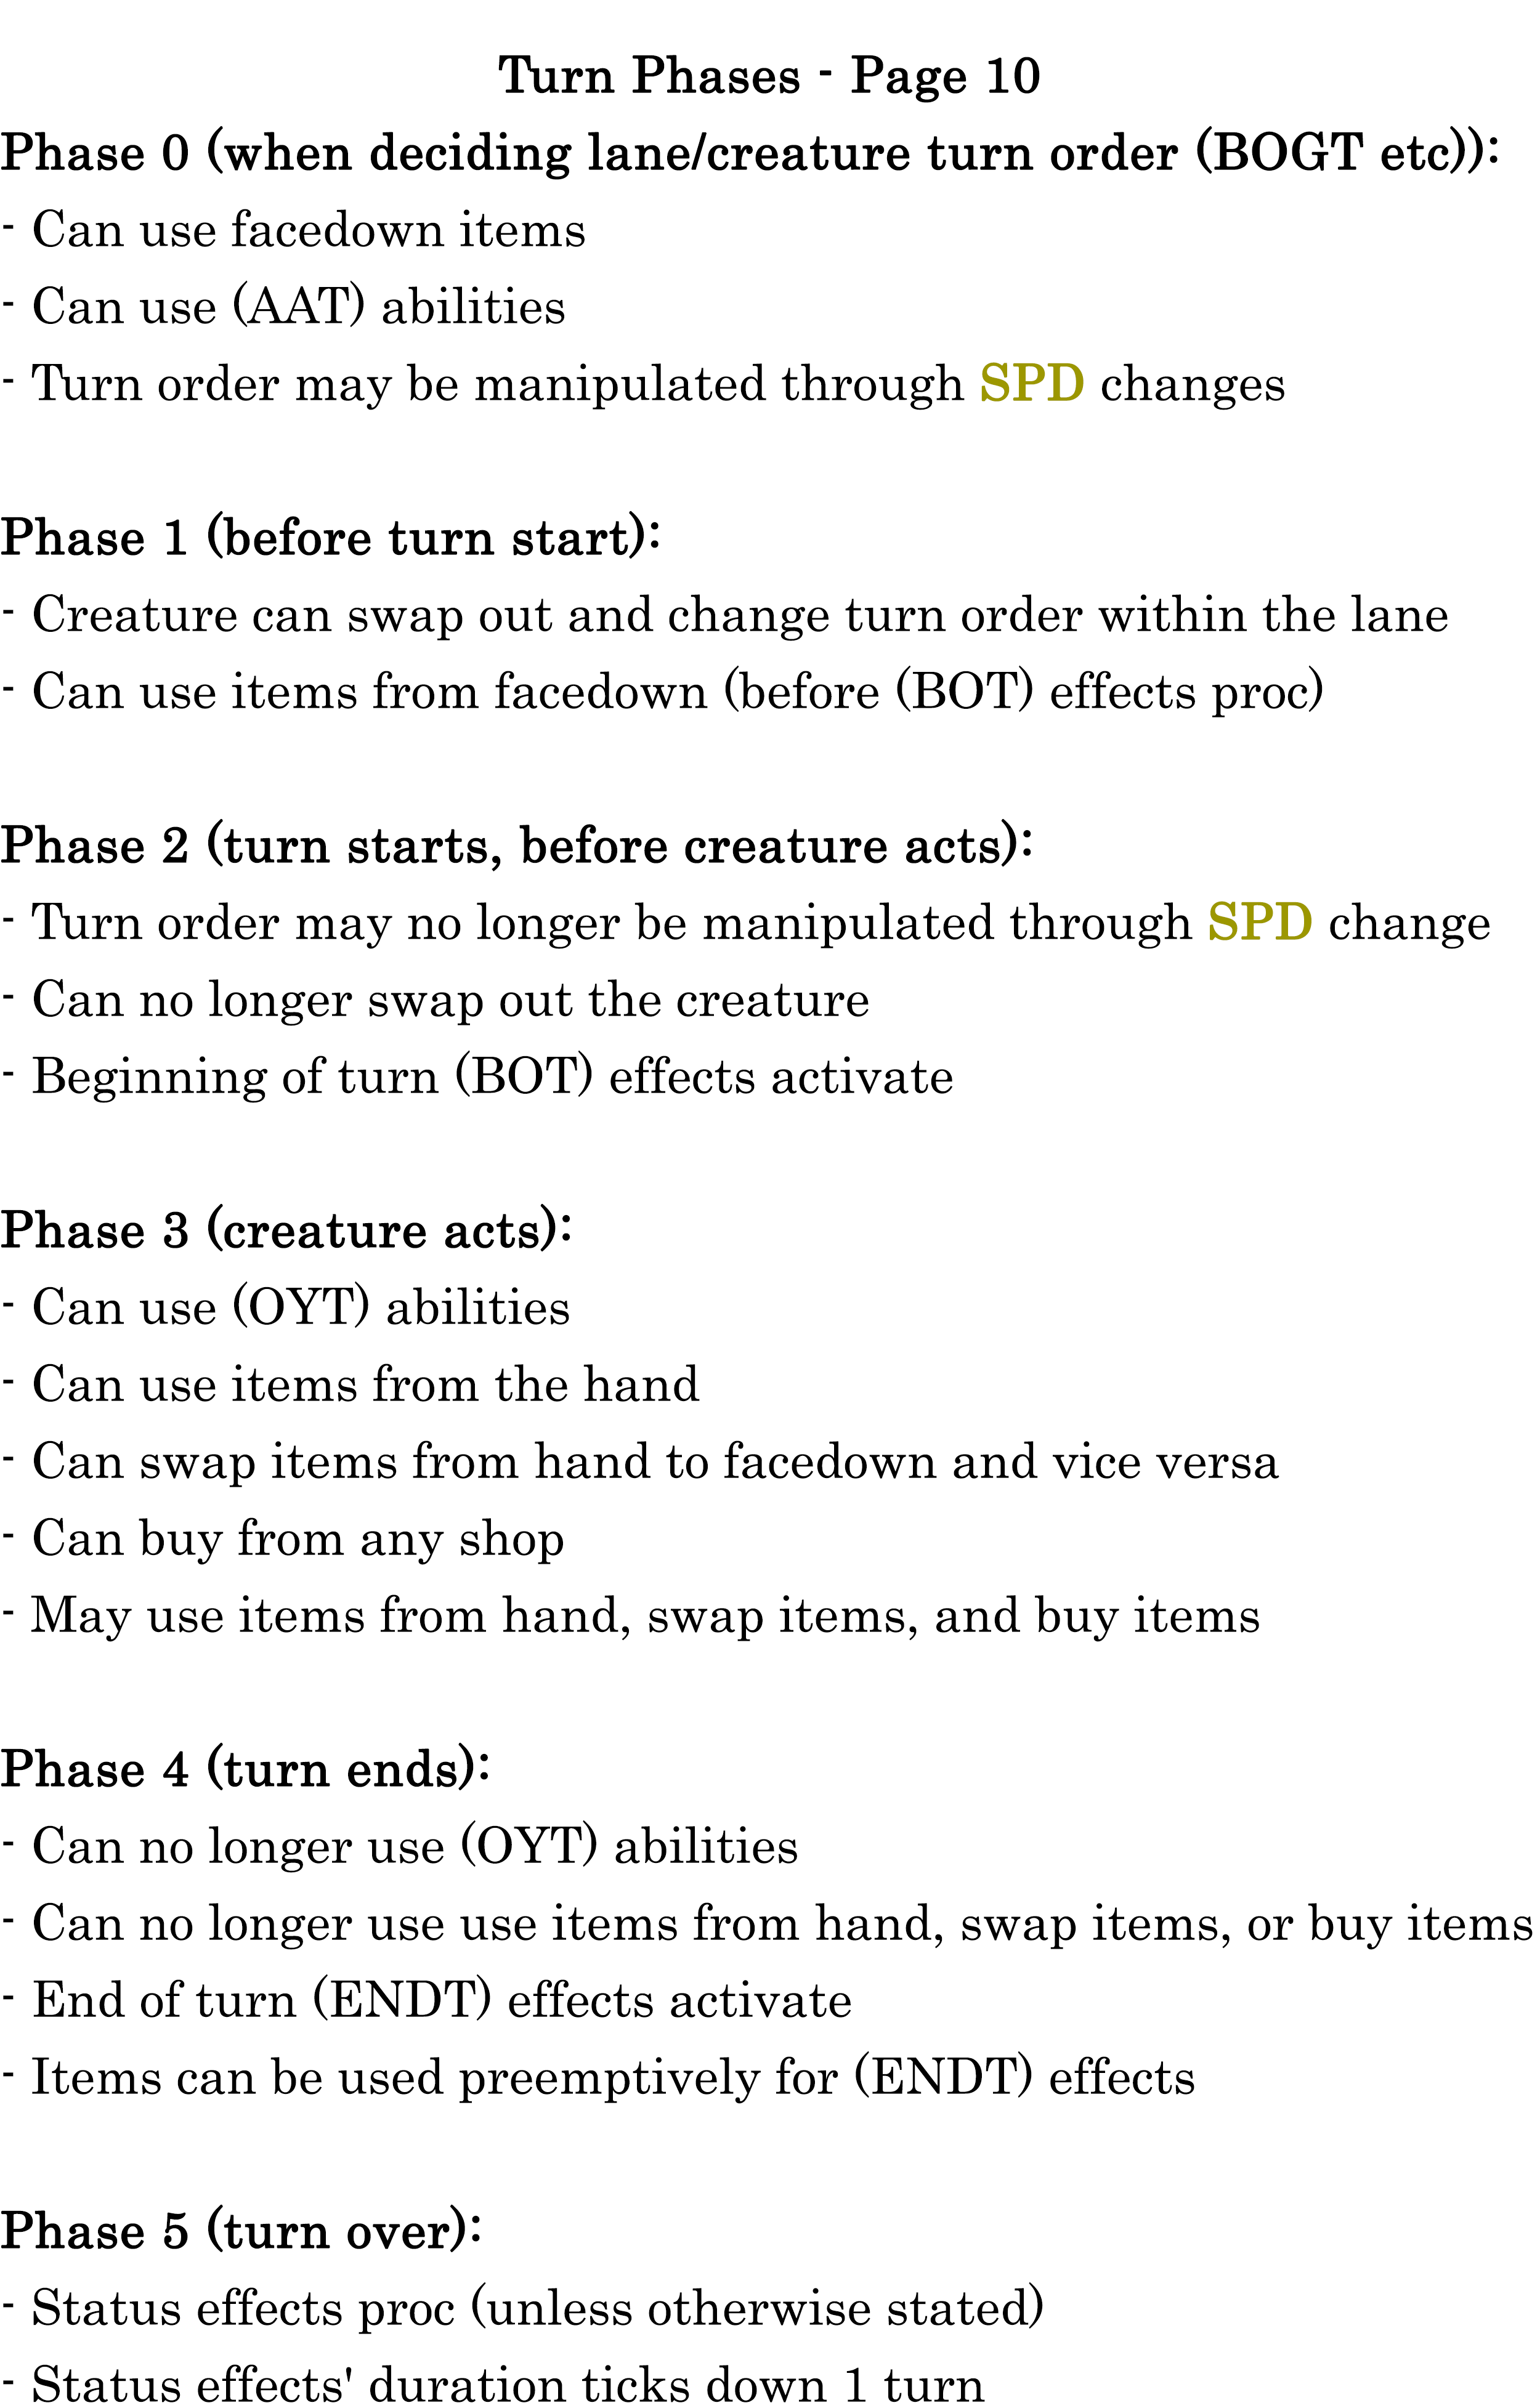 Turn Phases - Page 10
Phase 0 (when deciding lane/creature turn order (BOGT etc)):
- Can use facedown items
- Can use (AAT) abilities
- Turn order may be manipulated through SPD changes
Phase 1 (before turn start):
- Creature can swap out and change turn order within the lane
- Can use items from facedown (before (BOT) effects proc)
Phase 2 (turn starts, before creature acts):
- Turn order may no longer be manipulated through SPD change
- Can no longer swap out the creature
- Beginning of turn (BOT) effects activate
Phase 3 (creature acts):
- Can use (OYT) abilities
- Can use items from the hand
- Can swap items from hand to facedown and vice versa
- Can buy from any shop
- May use items from hand, swap items, and buy items
Phase 4 (turn ends):
- Can no longer use (OYT) abilities
- Can no longer use use items from hand, swap items, or buy items
- End of turn (ENDT) effects activate
- Items can be used preemptively for (ENDT) effects
Phase 5 (turn over):
- Status effects proc (unless otherwise stated)
- Status effects' duration ticks down 1 turn